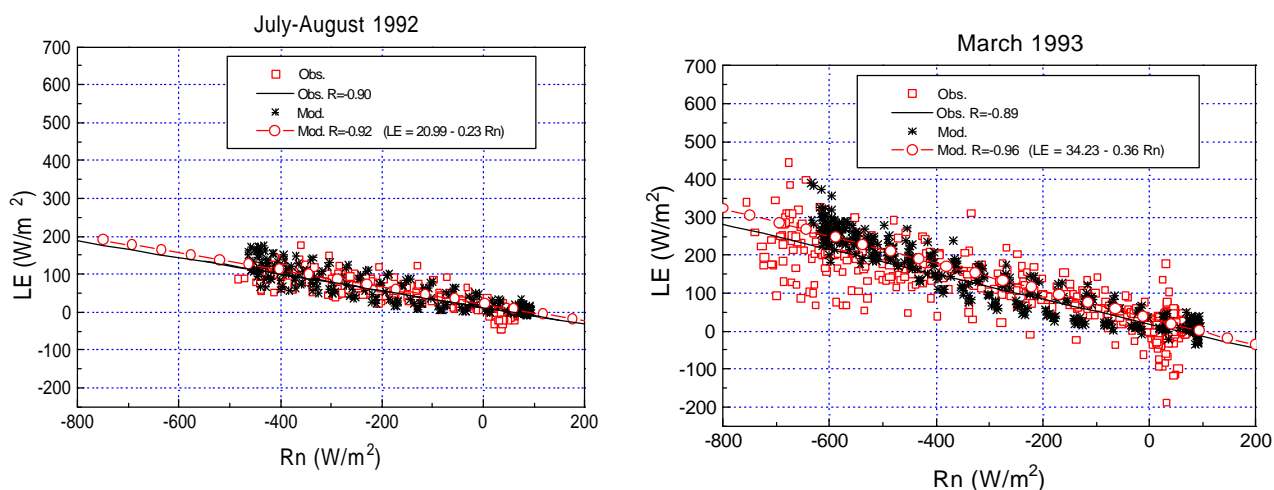 July-August 1992
700
600
500
400
300
200
100
0
-100
-200
-800
-600
-400
-200
0
200
LE (W/m²)
Rn (W/m²)
Obs.
Obs. R=-0.90
Mod.
Mod. R=-0.92 (LE = 20.99 - 0.23 Rn)
March 1993
700
600
500
400
300
200
100
0
-100
-200
-800
-600
-400
-200
0
200
LE (W/m²)
Rn (W/m²)
Obs.
Obs. R=-0.89
Mod.
Mod. R=-0.96 (LE = 34.23 - 0.36 Rn)